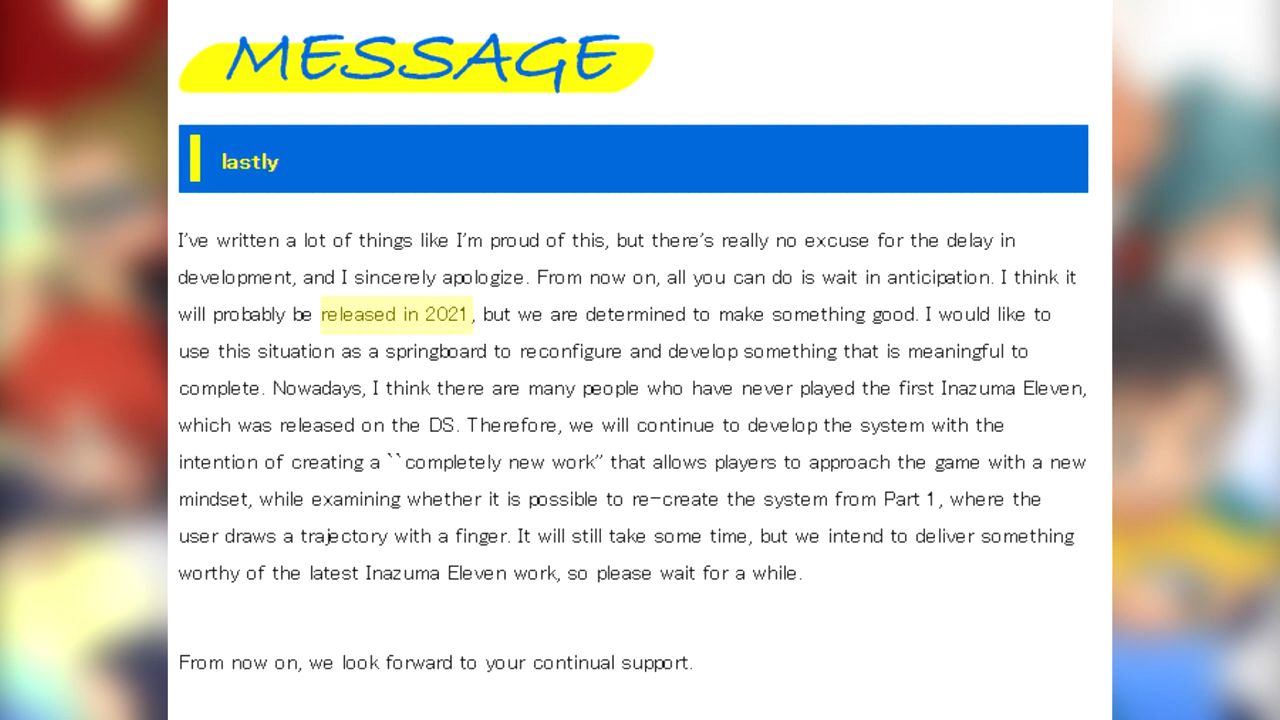 MESSAGE
lastly
I've written a lot of things like I'm proud of this, but there's really no excuse for the delay in
development, and I sincerely apologize. From now on, all you can do is wait in anticipation. I think it
will probably be released in 2021, but we are determined to make something good. I would like to
use this situation as a springboard to reconfigure and develop something that is meaningful to
complete. Nowadays, I think there are many people who have never played the first Inazuma Eleven,
which was released on the DS. Therefore, we will continue to develop the system with the
intention of creating a ``completely new work” that allows players to approach the game with a new
mindset, while examining whether it is possible to re-create the system from Part 1, where the
user draws a trajectory with a finger. It will still take some time, but we intend to deliver something
worthy of the latest Inazuma Eleven work, so please wait for a while.
From now on, we look forward to your continual support.